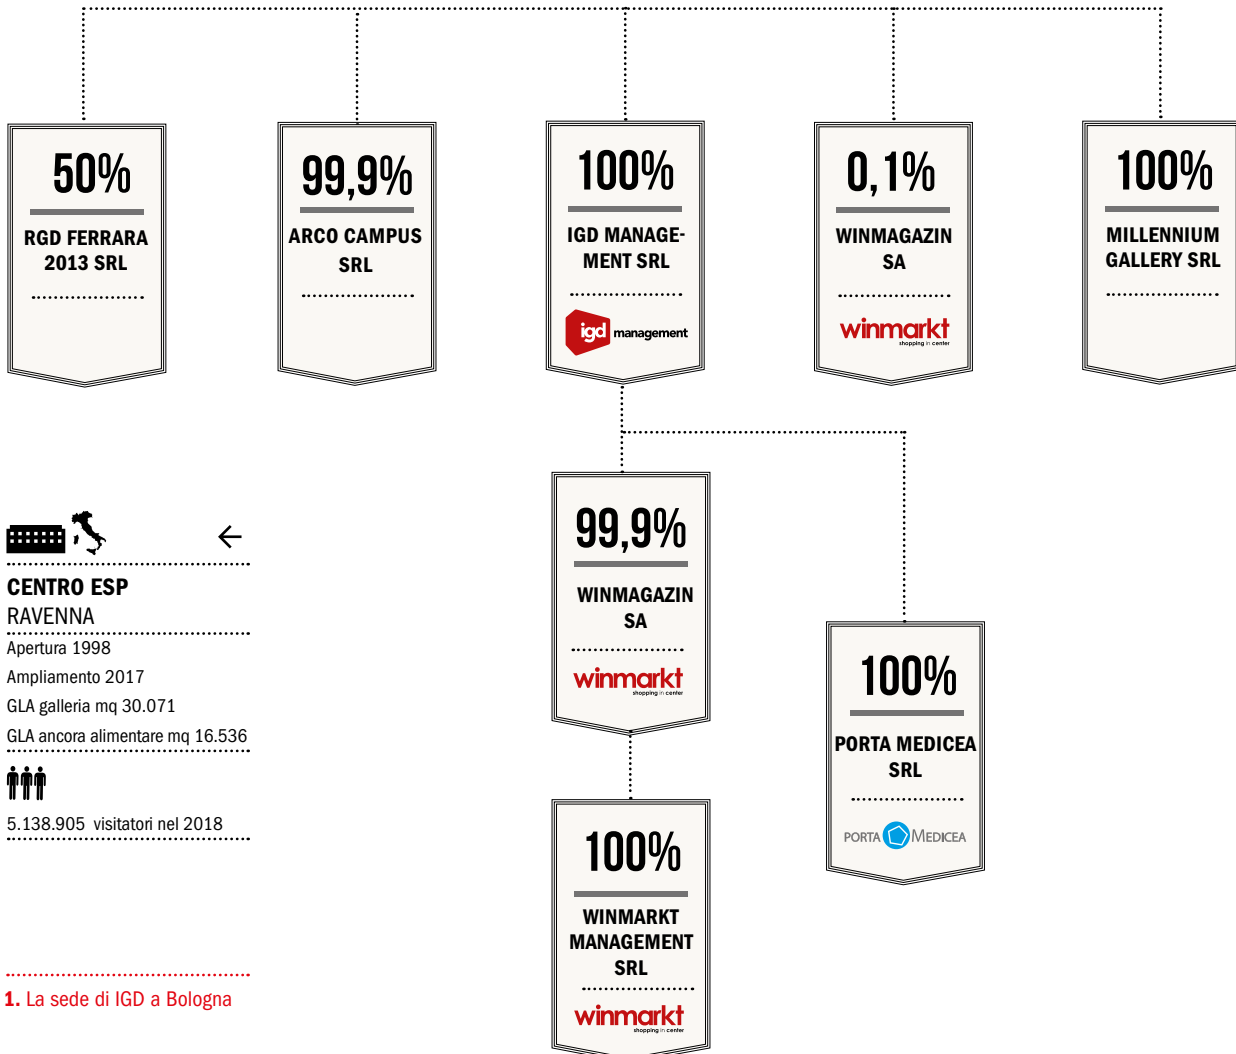 50%
RGD FERRARA
2013 SRL
99,9%
ARCO CAMPUS
SRL
100%
IGD MANAGE-
MENT SRL
igd management
0,1%
WINMAGAZIN
SA
winmarkt
shopping in center
100%
MILLENNIUM
GALLERY SRL
99,9%
WINMAGAZIN
SA
winmarkt
shopping in center
100%
PORTA MEDICEA
SRL
PORTA MEDICEA
100%
WINMARKT
MANAGEMENT
SRL
winmarkt
shopping in center
CENTRO ESP
RAVENNA
Apertura 1998
Ampliamento 2017
GLA galleria mq 30.071
GLA ancora alimentare mq 16.536
5.138.905 visitatori nel 2018
1. La sede di IGD a Bologna